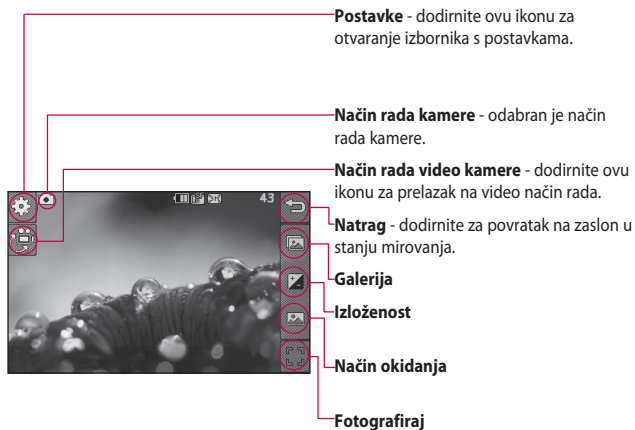 Postavke - dodirnite ovu ikonu za
otvaranje izbornika s postavkama.
Način rada kamere - odabran je način
rada kamere.
Način rada video kamere - dodirnite ovu
ikonu za prelazak na video način rada.
43
Natrag - dodirnite za povratak na zaslon u
stanju mirovanja.
Galerija
Izloženost
Način okidanja
Fotografiraj